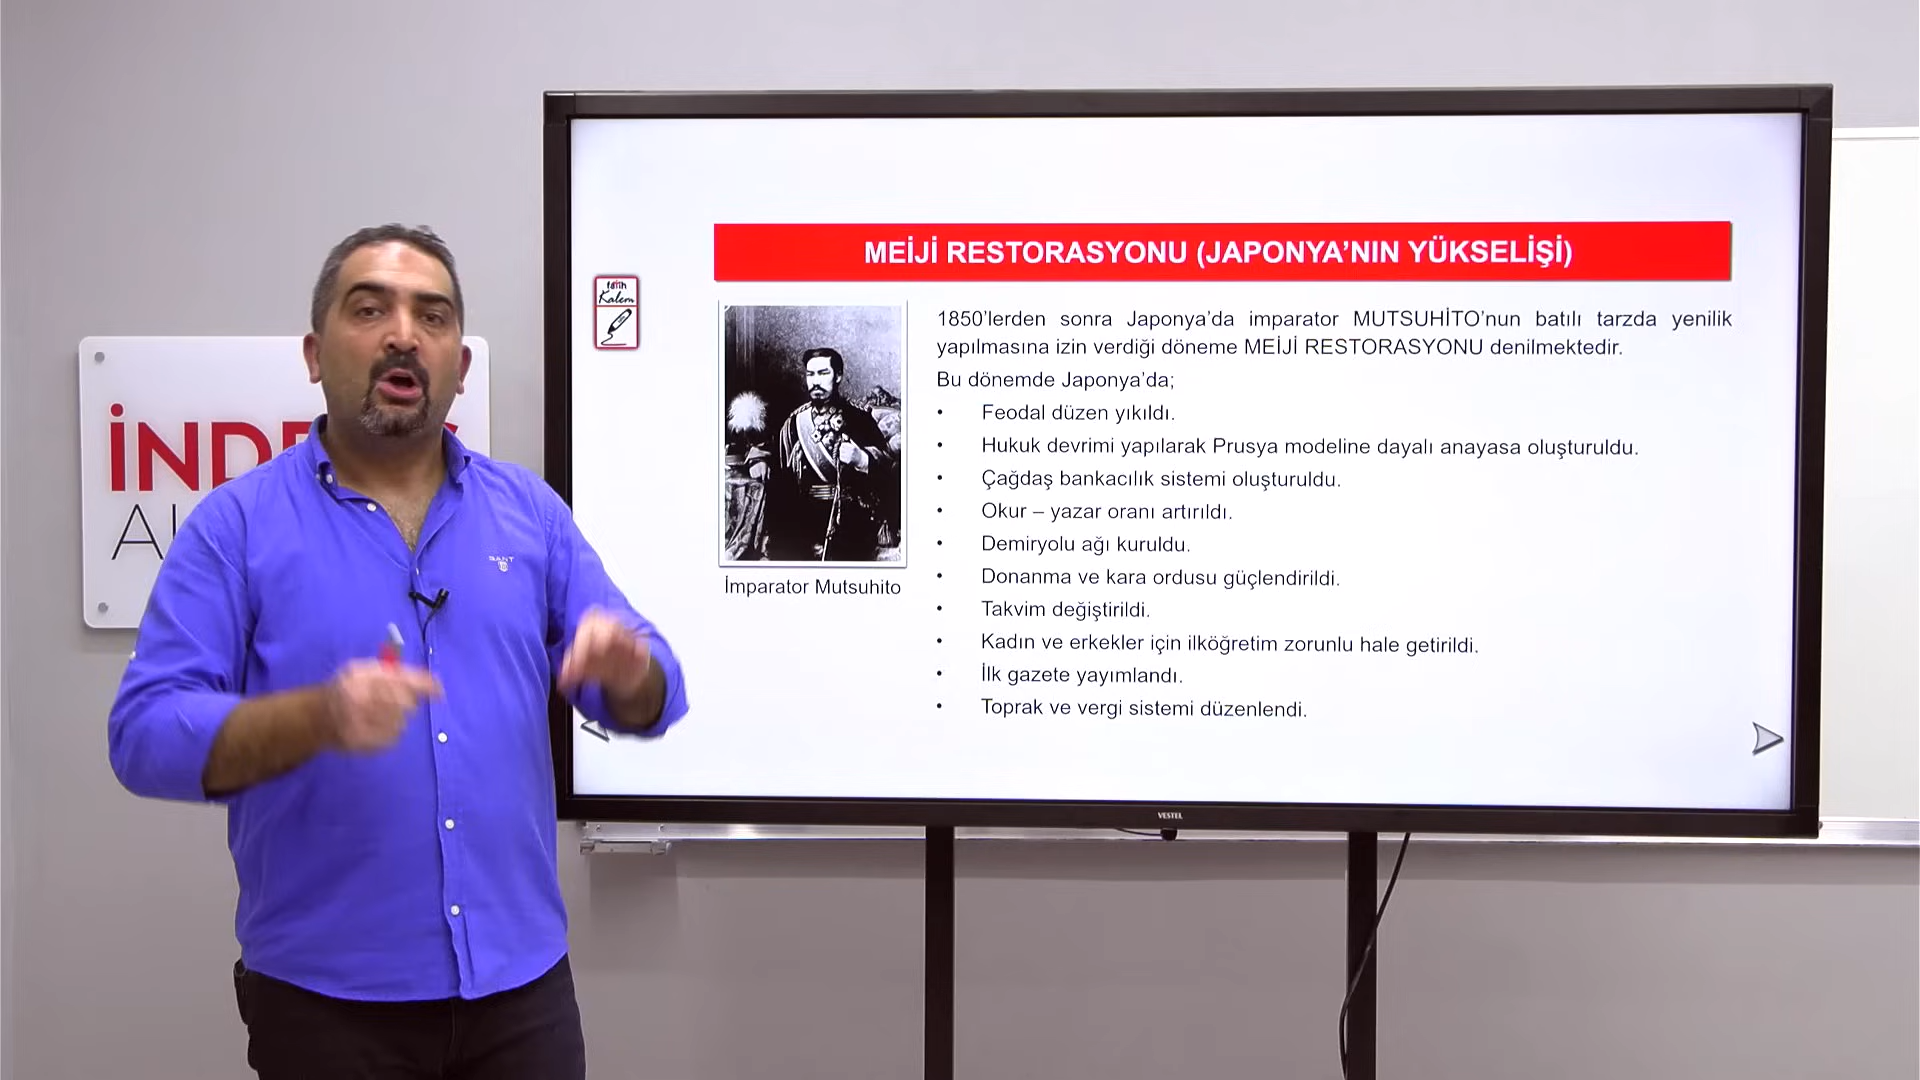 MEİJİ RESTORASYONU (JAPONYA'NIN YÜKSELİŞİ)
fatih
Kalem
1850'lerden sonra Japonya'da imparator MUTSUHİTO'nun batılı tarzda yenilik
yapılmasına izin verdiği döneme MEİJİ RESTORASYONU denilmektedir.
Bu dönemde Japonya'da;
• Feodal düzen yıkıldı.
• Hukuk devrimi yapılarak Prusya modeline dayalı anayasa oluşturuldu.
• Çağdaş bankacılık sistemi oluşturuldu.
• Okur – yazar oranı artırıldı.
• Demiryolu ağı kuruldu.
• Donanma ve kara ordusu güçlendirildi.
• Takvim değiştirildi.
• Kadın ve erkekler için ilköğretim zorunlu hale getirildi.
• İlk gazete yayımlandı.
• Toprak ve vergi sistemi düzenlendi.
İmparator Mutsuhito
VESTEL
GANT